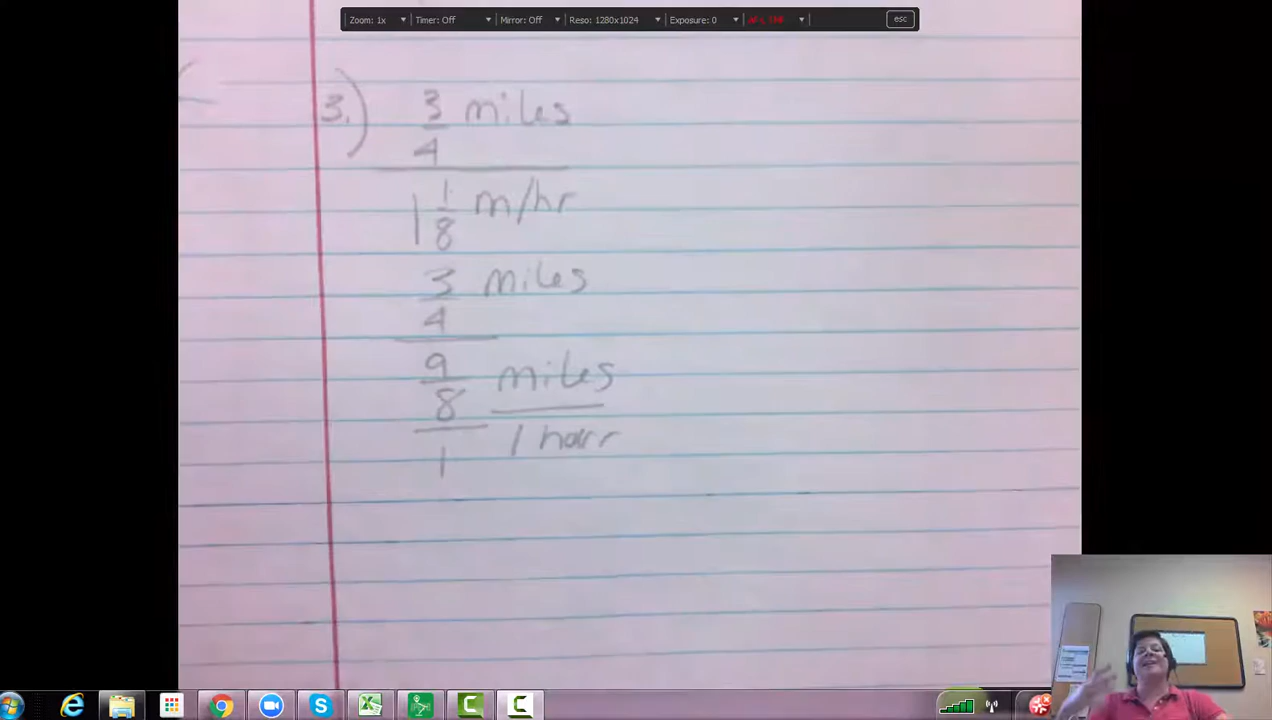 Zoom: 1x Timer: Off Mirror: Off Reso: 1280x1024 Exposure: 0 esc
3.) 3/4 miles
1 1/8 m/hr
3/4 miles
9/8 miles
1 1 hour